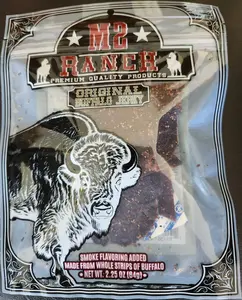 M2
RANCH
PREMIUM QUALITY PRODUCTS
ORIGINAL
BUFFALO JERKY
SMOKE FLAVORING ADDED
MADE FROM WHOLE STRIPS OF BUFFALO
• NET WT. 2.25 OZ (64g) •